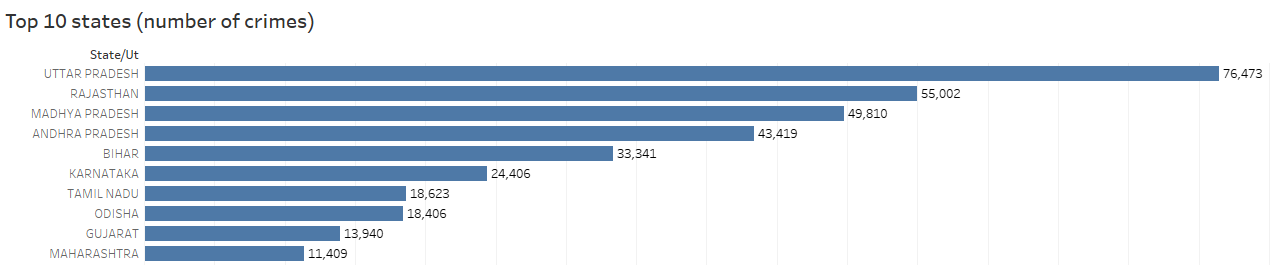 Top 10 states (number of crimes)
State/Ut
UTTAR PRADESH 76,473
RAJASTHAN 55,002
MADHYA PRADESH 49,810
ANDHRA PRADESH 43,419
BIHAR 33,341
KARNATAKA 24,406
TAMIL NADU 18,623
ODISHA 18,406
GUJARAT 13,940
MAHARASHTRA 11,409